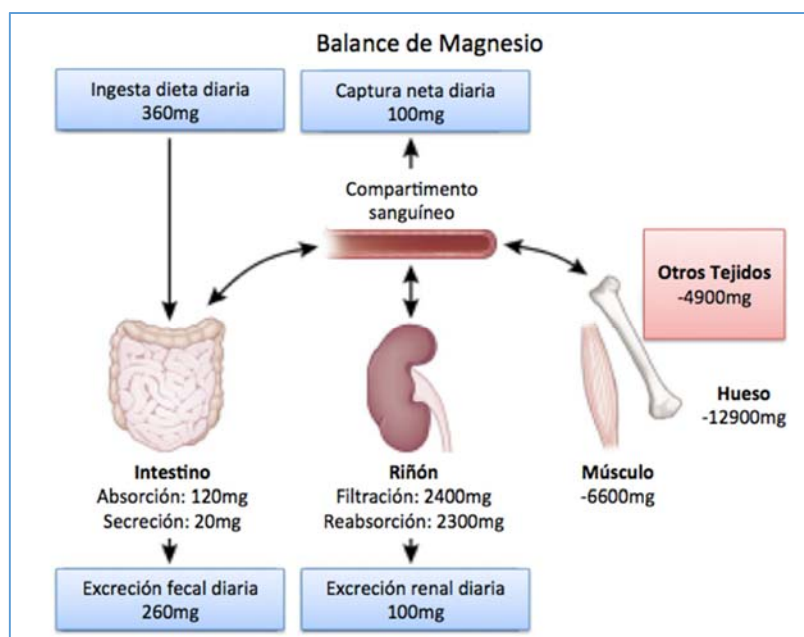 Balance de Magnesio
Ingesta dieta diaria
360mg
Captura neta diaria
100mg
Compartimento
sanguíneo
Otros Tejidos
-4900mg
Hueso
-12900mg
Intestino
Absorción: 120mg
Secreción: 20mg
Riñón
Filtración: 2400mg
Reabsorción: 2300mg
Músculo
-6600mg
Excreción fecal diaria
260mg
Excreción renal diaria
100mg